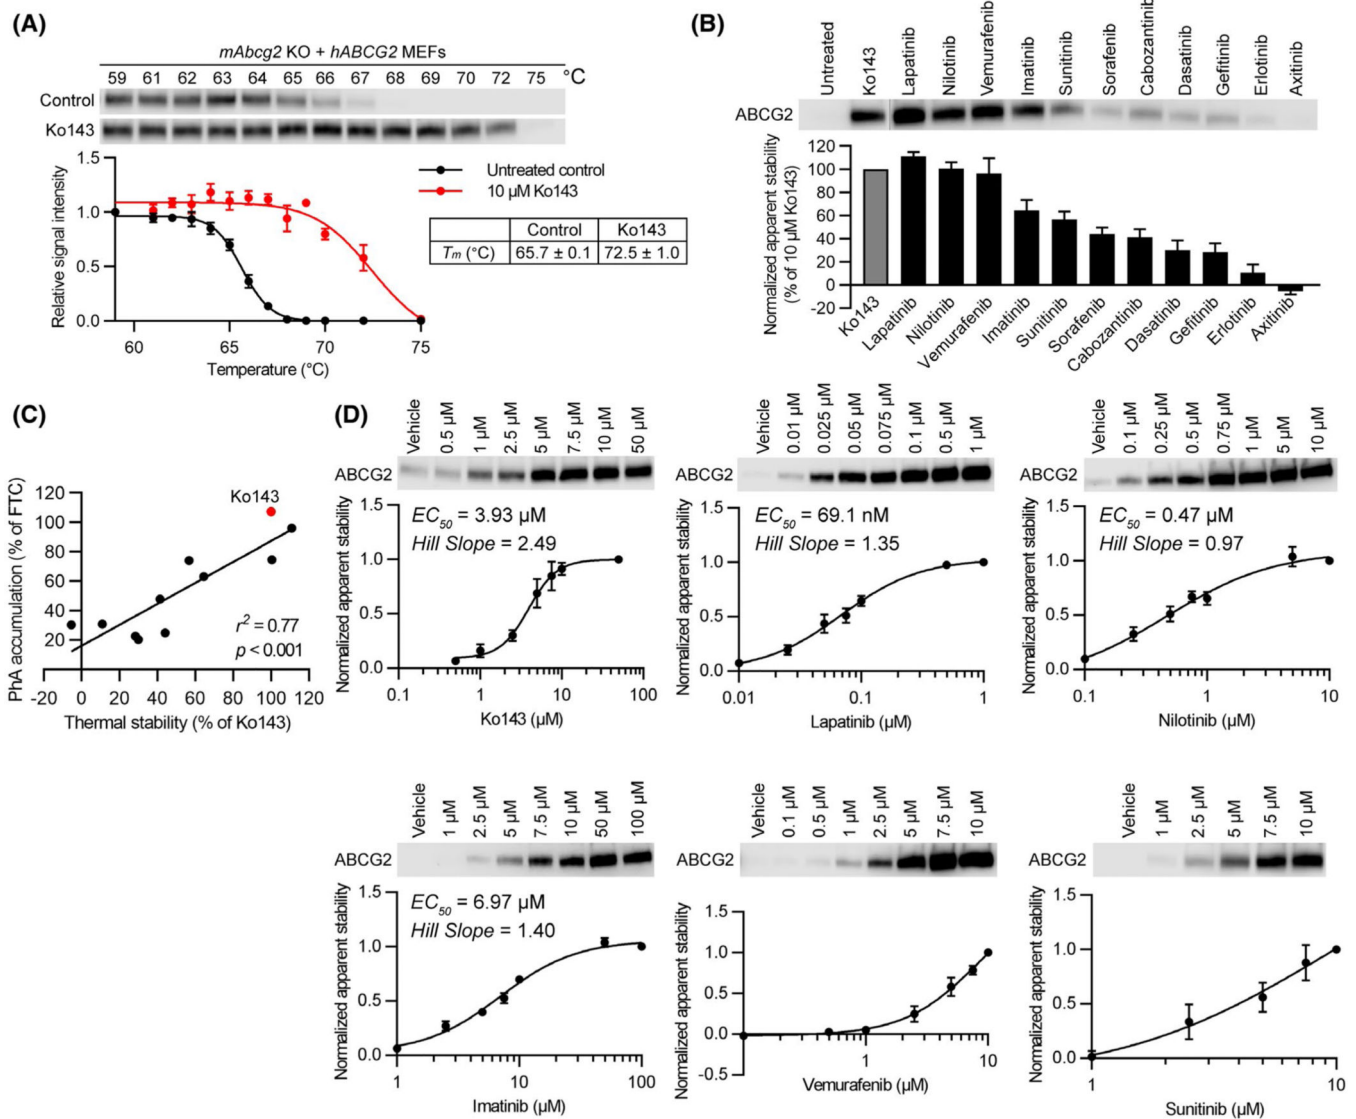 (A)
mAbcg2 KO + hABCG2 MEFs
59 61 62 63 64 65 66 67 68 69 70 72 75 °C
Control
Ko143
1.5
1.0
0.5
0.0
Relative signal intensity
60 65 70 75
Temperature (°C)
Untreated control
10 µM Ko143
Control Ko143
Tm (°C) 65.7 ± 0.1 72.5 ± 1.0
(B)
Untreated Ko143 Lapatinib Nilotinib Vemurafenib Imatinib Sunitinib Sorafenib Cabozantinib Dasatinib Gefitinib Erlotinib Axitinib
ABCG2
Normalized apparent stability
(% of 10 µM Ko143)
120
100
80
60
40
20
0
-20
Ko143 Lapatinib Nilotinib Vemurafenib Imatinib Sunitinib Sorafenib Cabozantinib Dasatinib Gefitinib Erlotinib Axitinib
(C)
PhA accumulation (% of FTC)
120
100
80
60
40
20
Ko143
r² = 0.77
p < 0.001
-20 0 20 40 60 80 100 120
Thermal stability (% of Ko143)
(D)
Vehicle 0.5 µM 1 µM 2.5 µM 5 µM 7.5 µM 10 µM 50 µM
ABCG2
Normalized apparent stability
1.5
1.0
0.5
0.0
EC50 = 3.93 µM
Hill Slope = 2.49
0.1 1 10 100
Ko143 (µM)
Vehicle 0.01 µM 0.025 µM 0.05 µM 0.075 µM 0.1 µM 0.5 µM 1 µM
ABCG2
Normalized apparent stability
1.5
1.0
0.5
0.0
EC50 = 69.1 nM
Hill Slope = 1.35
0.01 0.1 1
Lapatinib (µM)
Vehicle 0.1 µM 0.25 µM 0.5 µM 0.75 µM 1 µM 5 µM 10 µM
ABCG2
Normalized apparent stability
1.5
1.0
0.5
0.0
EC50 = 0.47 µM
Hill Slope = 0.97
0.1 1 10
Nilotinib (µM)
Vehicle 1 µM 2.5 µM 5 µM 7.5 µM 10 µM 50 µM 100 µM
ABCG2
Normalized apparent stability
1.5
1.0
0.5
0.0
EC50 = 6.97 µM
Hill Slope = 1.40
1 10 100
Imatinib (µM)
Vehicle 0.1 µM 0.5 µM 1 µM 2.5 µM 5 µM 7.5 µM 10 µM
ABCG2
Normalized apparent stability
1.5
1.0
0.5
0.0
-0.5
1 10
Vemurafenib (µM)
Vehicle 1 µM 2.5 µM 5 µM 7.5 µM 10 µM
ABCG2
Normalized apparent stability
1.5
1.0
0.5
0.0
1 10
Sunitinib (µM)